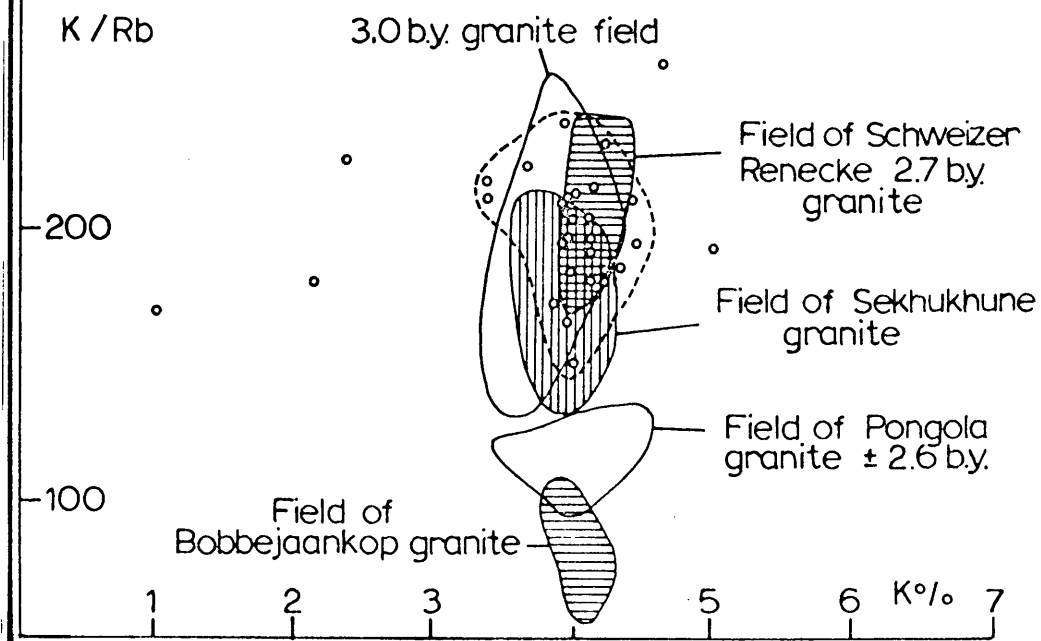 K/Rb
3.0 b.y. granite field
Field of Schweizer
Renecke 2.7 b.y.
granite
200
Field of Sekhukhune
granite
Field of Pongola
granite ± 2.6 b.y.
100
Field of
Bobbejaankop granite
1 2 3 5 6 K% 7